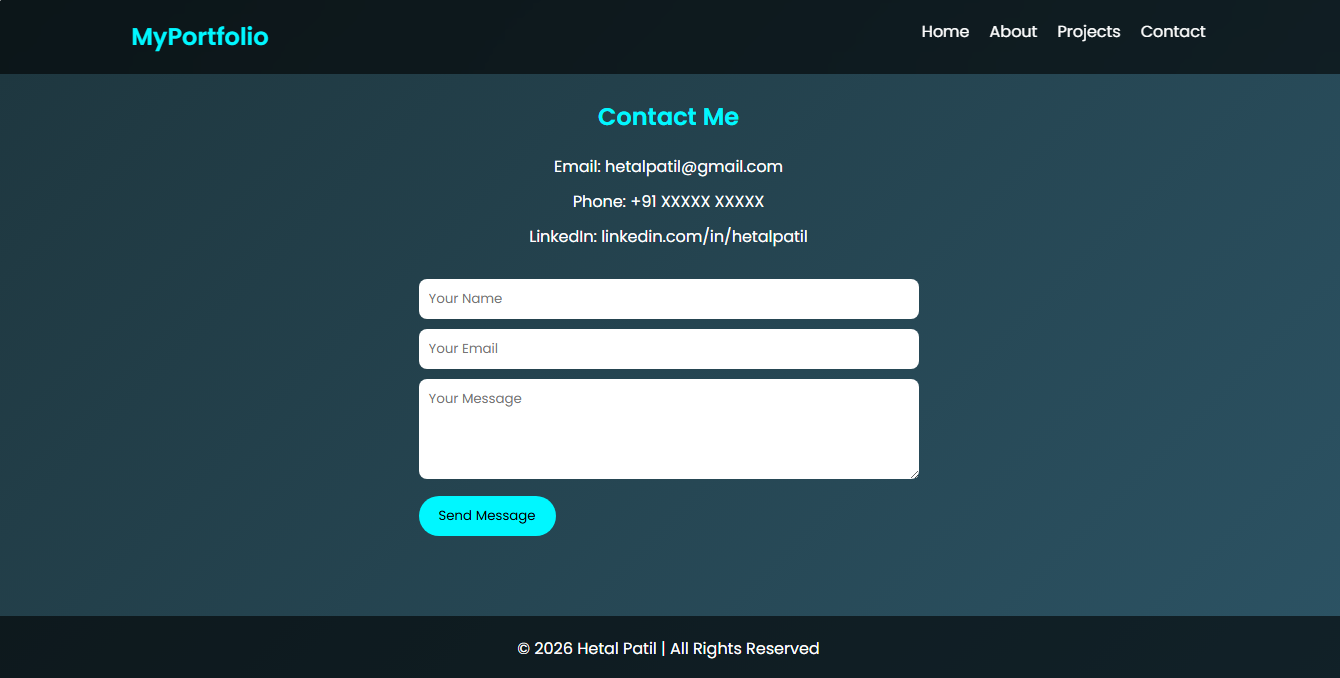 MyPortfolio
Home About Projects Contact
Contact Me
Email: hetalpatil@gmail.com
Phone: +91 XXXXX XXXXX
LinkedIn: linkedin.com/in/hetalpatil
Your Name
Your Email
Your Message
Send Message
© 2026 Hetal Patil | All Rights Reserved